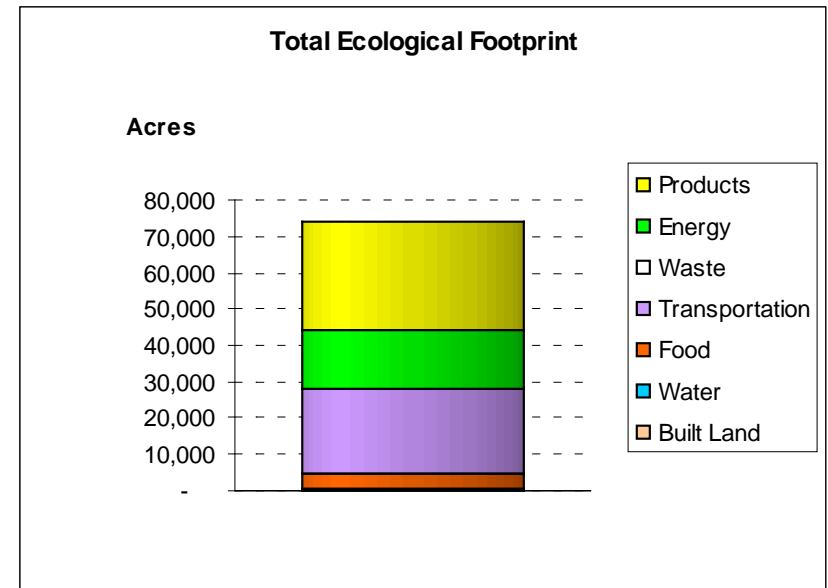 Total Ecological Footprint
Acres
80,000
70,000
60,000
50,000
40,000
30,000
20,000
10,000
-
Products
Energy
Waste
Transportation
Food
Water
Built Land